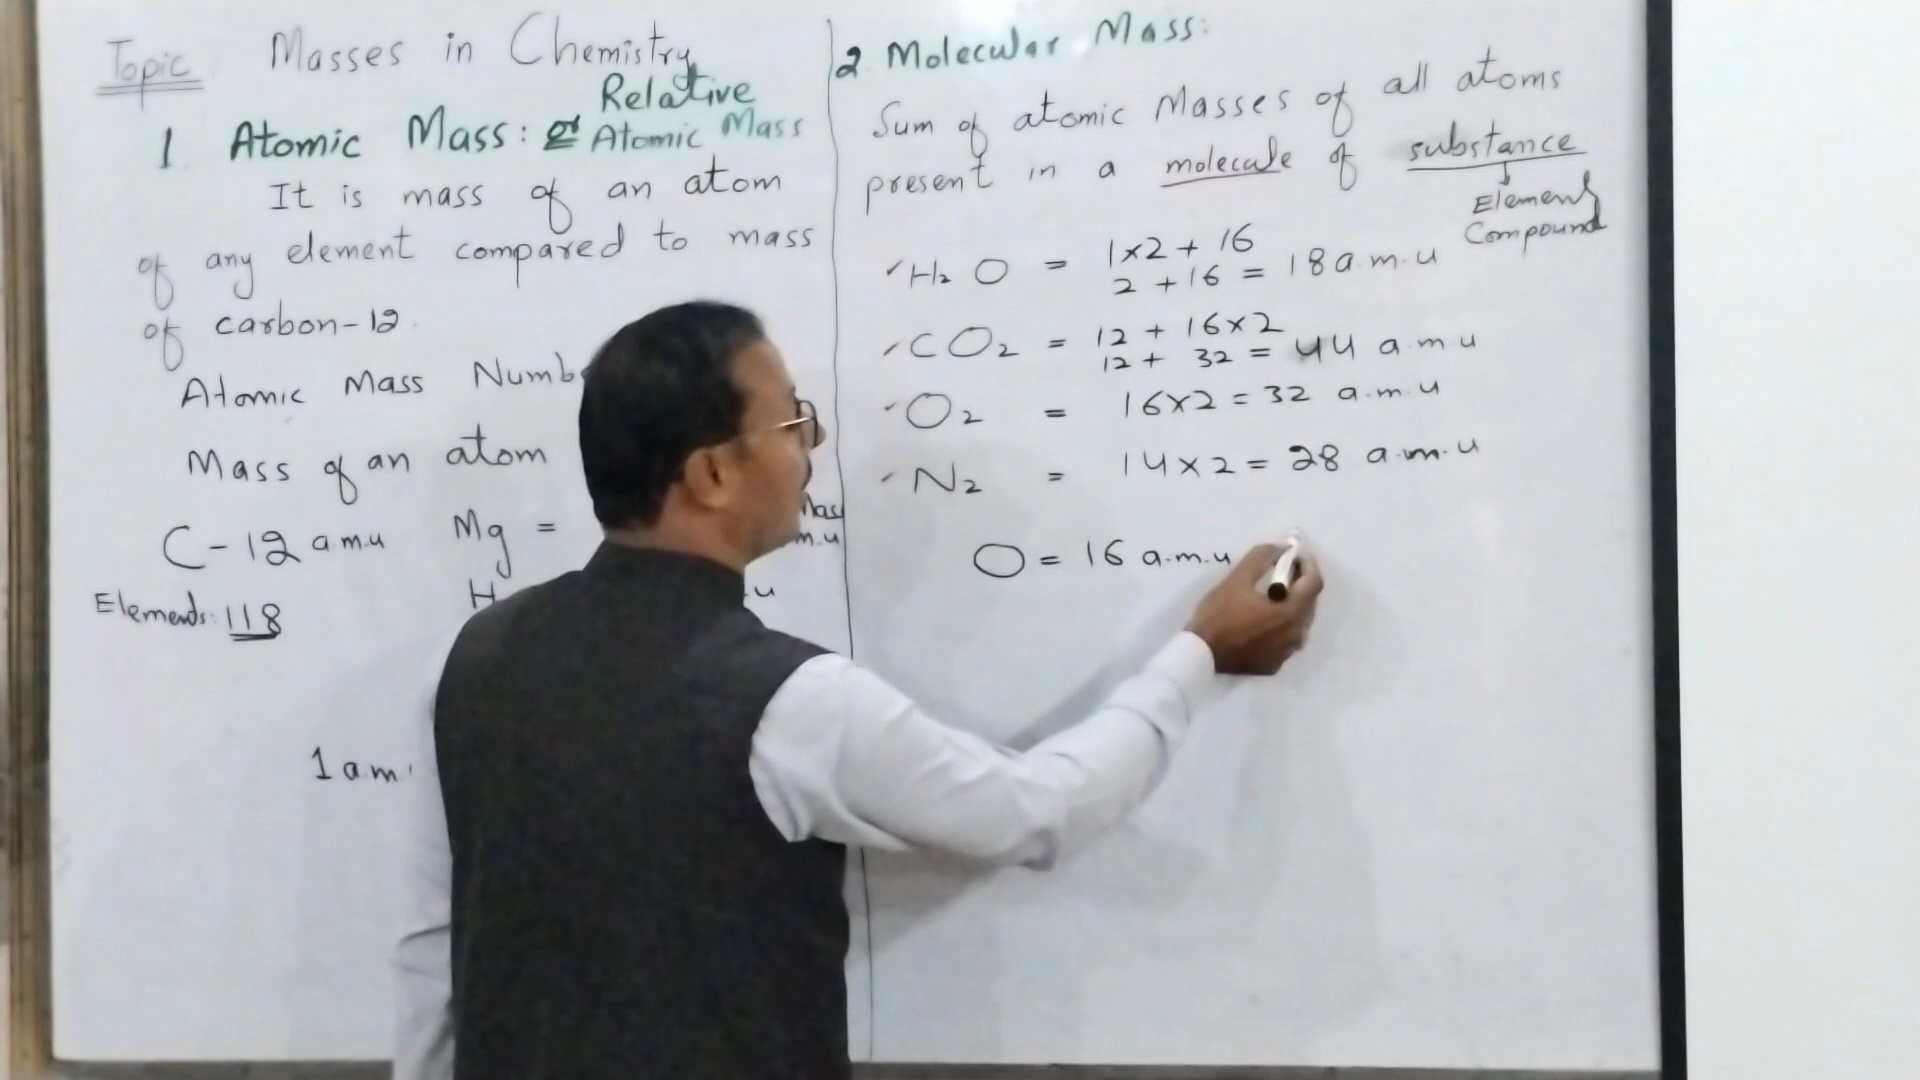 Topic Masses in Chemistry
1 Atomic Mass: or Relative Atomic Mass
It is mass of an atom
of any element compared to mass
of carbon-12.
Atomic Mass
Mass of an atom
C-12 a.m.u Mg =
Elements: 118 H
1 a.m.
2 Molecular Mass:
Sum of atomic Masses of all atoms
present in a molecule of substance
Element
Compound
H2O = 1×2 + 16
2 + 16 = 18 a.m.u
CO2 = 12 + 16×2
12 + 32 = 44 a.m.u
O2 = 16×2 = 32 a.m.u
N2 = 14×2 = 28 a.m.u
O = 16 a.m.u